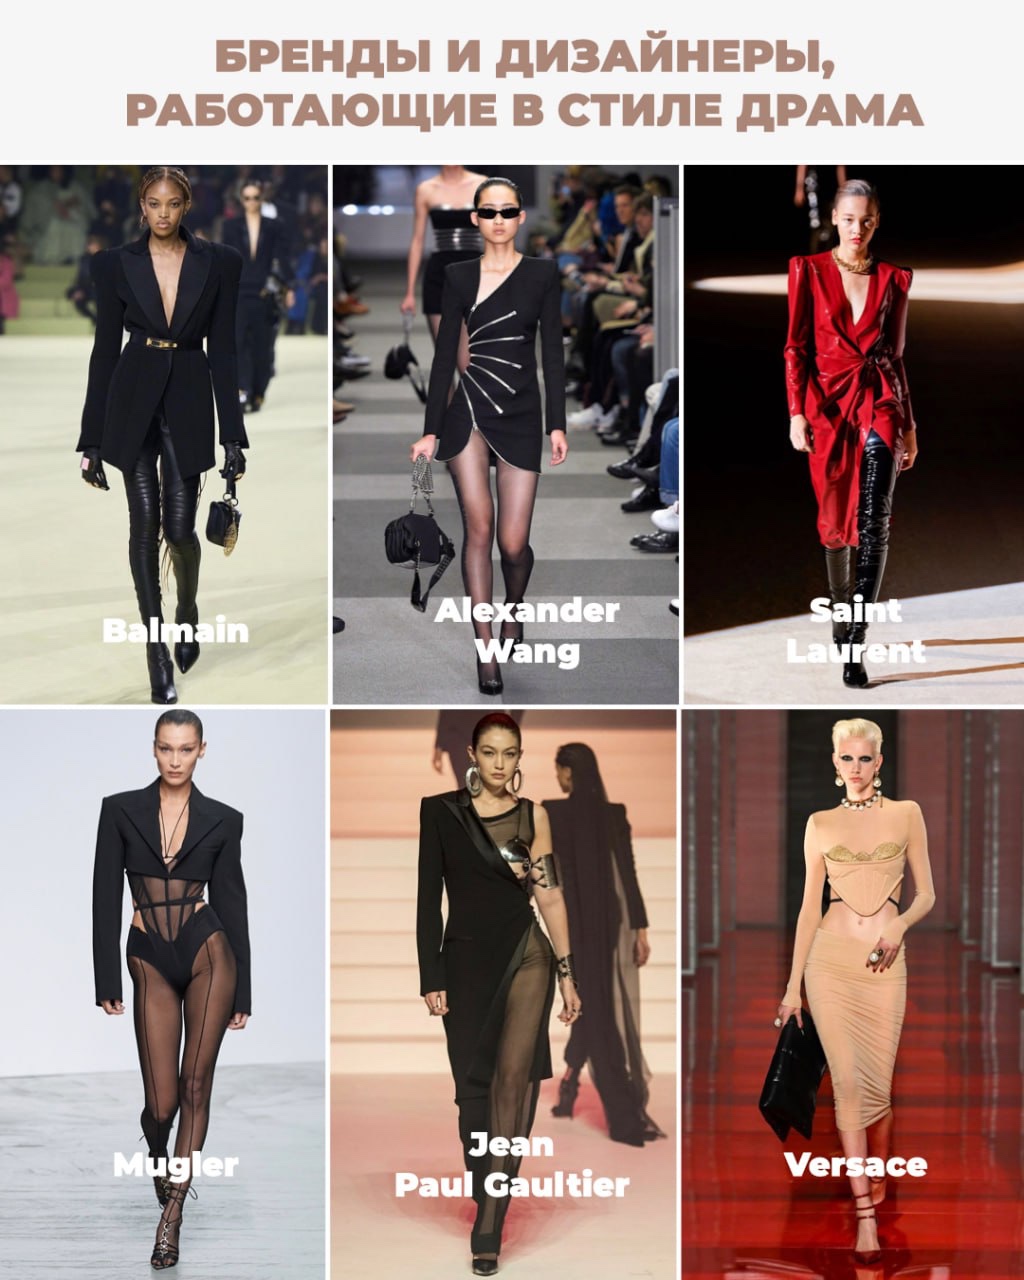 БРЕНДЫ И ДИЗАЙНЕРЫ,
РАБОТАЮЩИЕ В СТИЛЕ ДРАМА
Balmain
Alexander
Wang
Saint
Laurent
Mugler
Jean
Paul Gaultier
Versace